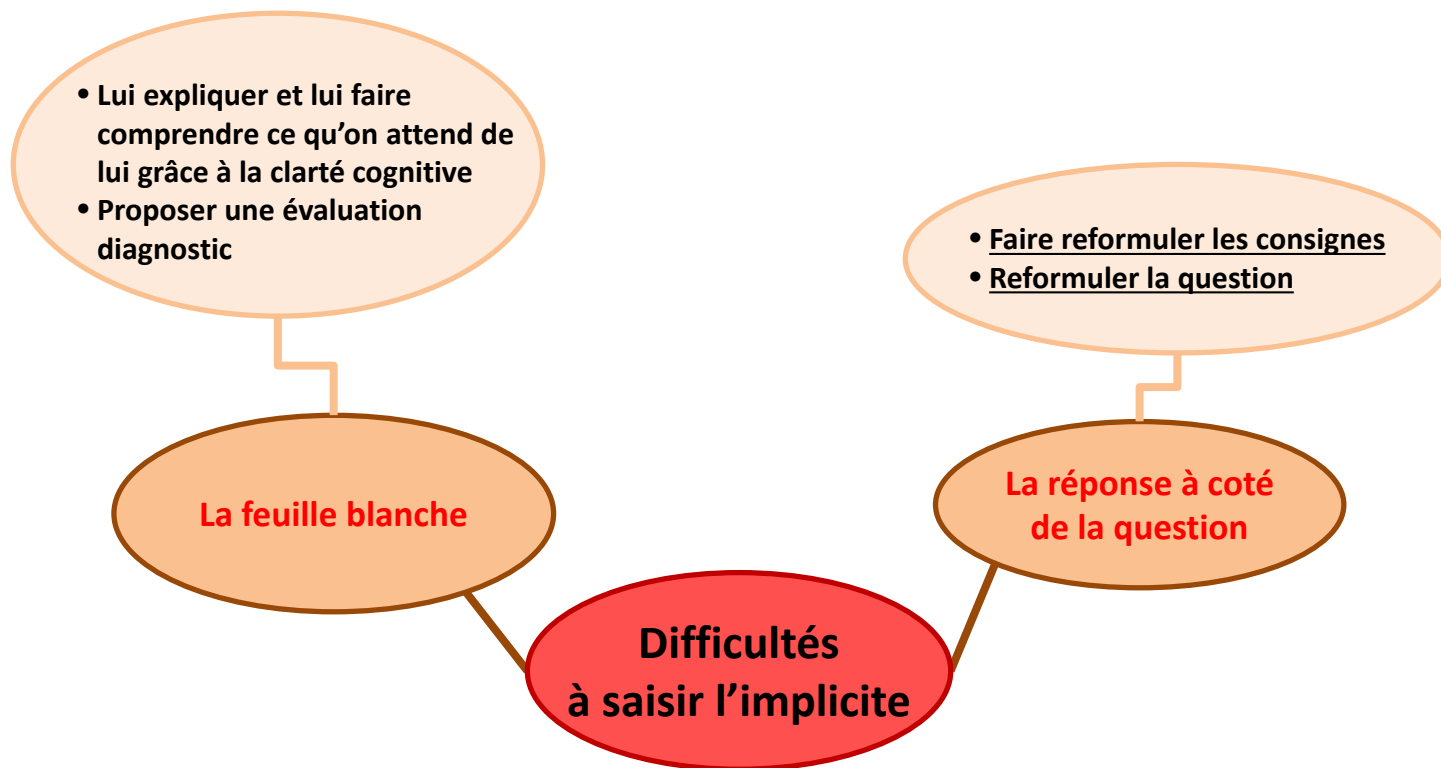 • Lui expliquer et lui faire
comprendre ce qu’on attend de
lui grâce à la clarté cognitive
• Proposer une évaluation
diagnostic
• Faire reformuler les consignes
• Reformuler la question
La feuille blanche
La réponse à coté
de la question
Difficultés
à saisir l’implicite